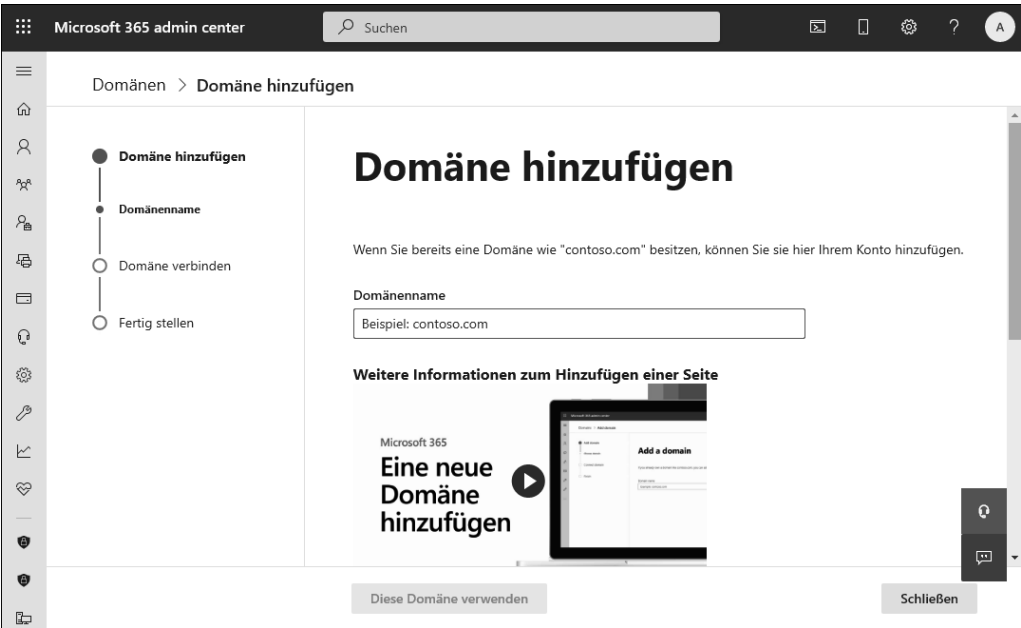 Microsoft 365 admin center
Suchen
A
Domänen > Domäne hinzufügen
Domäne hinzufügen
Domänenname
Domäne verbinden
Fertig stellen
Domäne hinzufügen
Wenn Sie bereits eine Domäne wie "contoso.com" besitzen, können Sie sie hier Ihrem Konto hinzufügen.
Domänenname
Beispiel: contoso.com
Weitere Informationen zum Hinzufügen einer Seite
Microsoft 365
Eine neue
Domäne
hinzufügen
Add a domain
Diese Domäne verwenden
Schließen